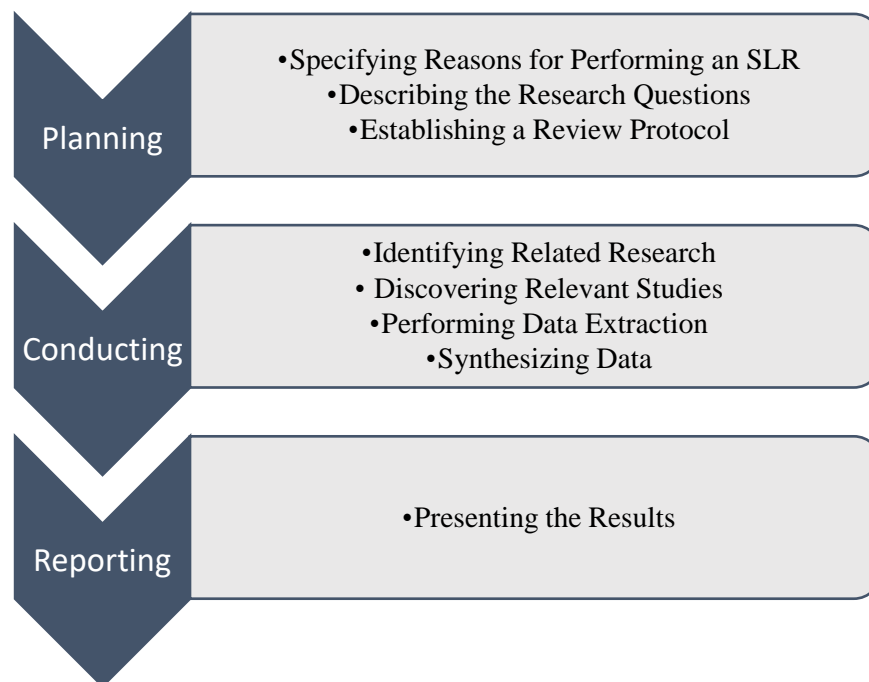 Planning
•Specifying Reasons for Performing an SLR
•Describing the Research Questions
•Establishing a Review Protocol
Conducting
•Identifying Related Research
• Discovering Relevant Studies
•Performing Data Extraction
•Synthesizing Data
Reporting
•Presenting the Results